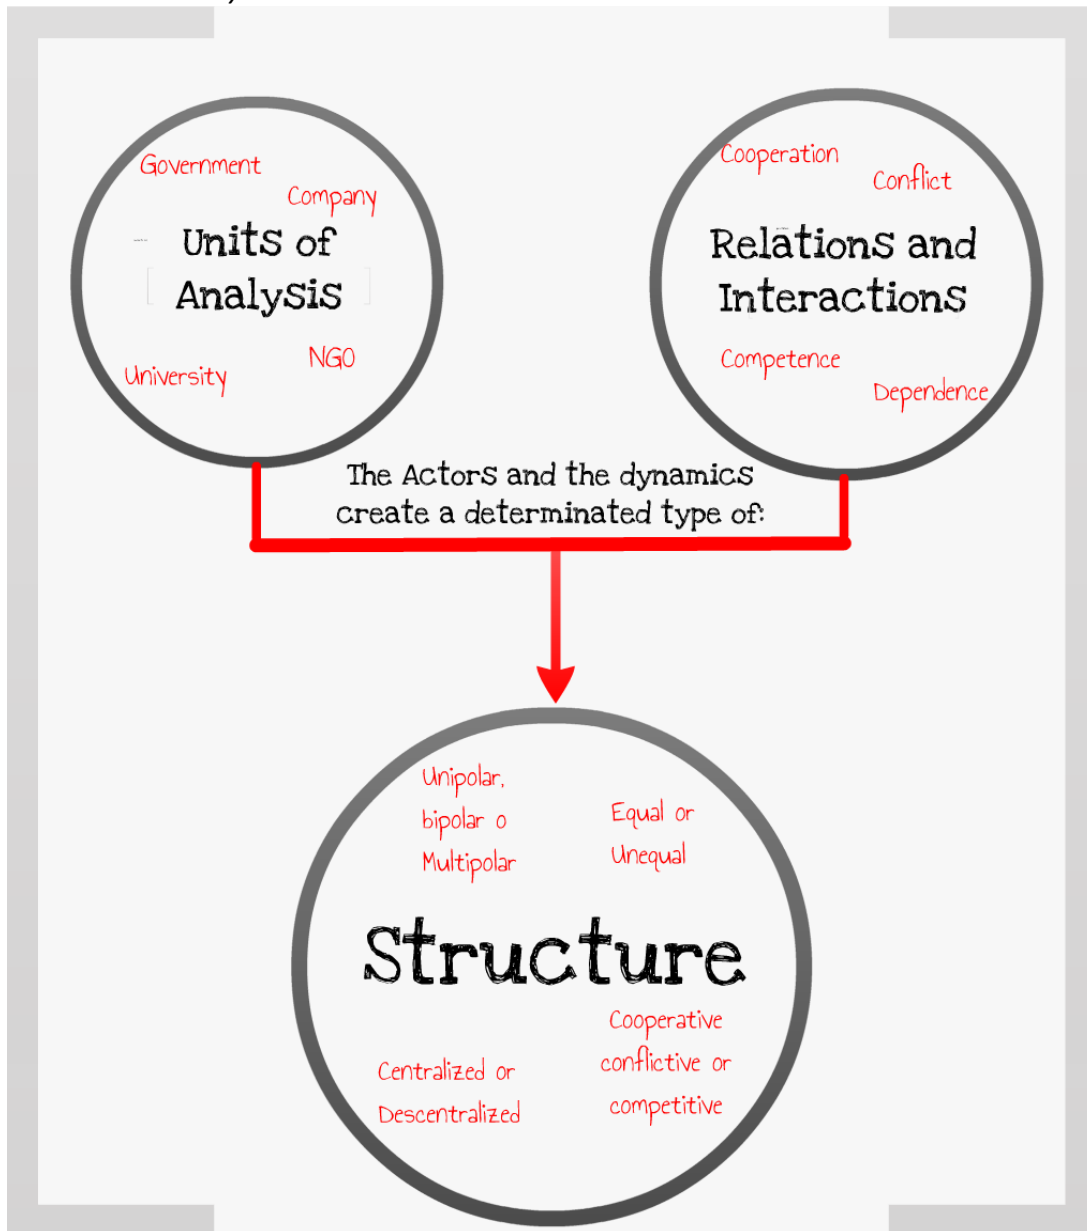 Government
Company
Units of
Analysis
NGO
University
Cooperation
Conflict
Relations and
Interactions
Competence
Dependence
The Actors and the dynamics
create a determinated type of:
Unipolar,
bipolar o
Multipolar
Equal or
Unequal
Structure
Cooperative
conflictive or
competitive
Centralized or
Descentralized